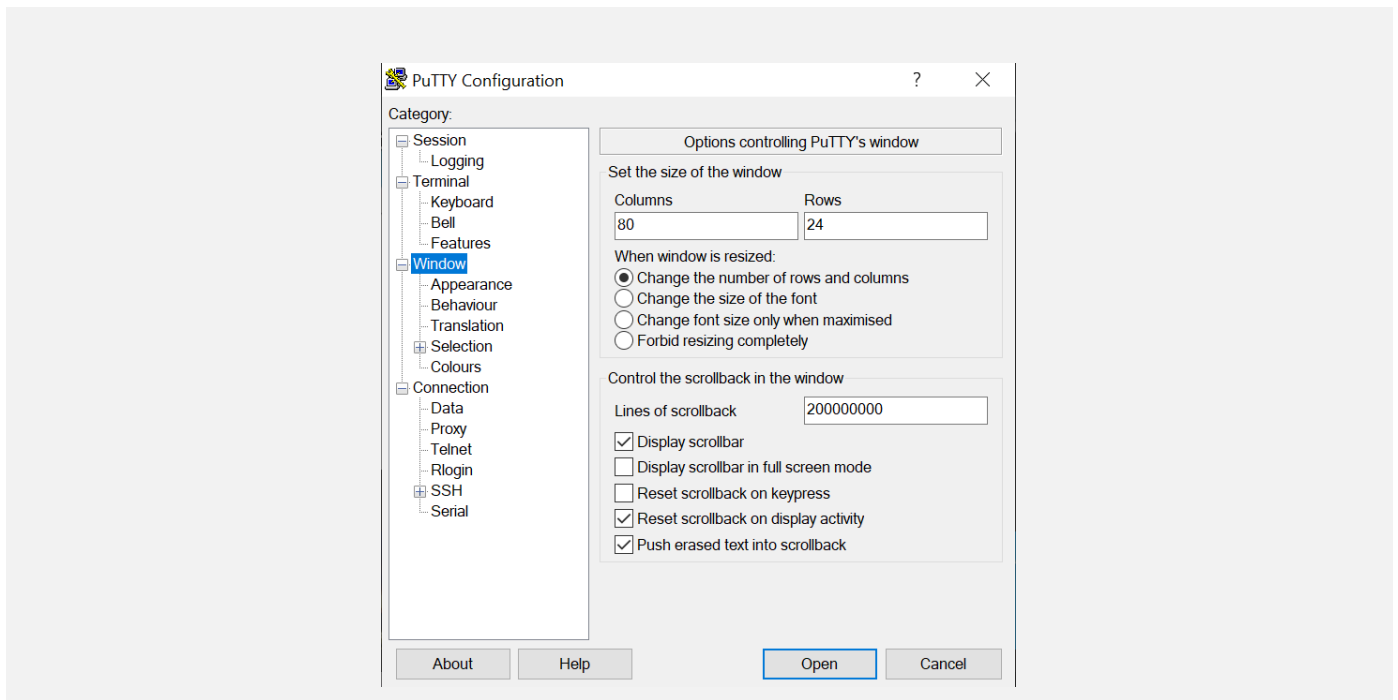 PuTTY Configuration
?
Category:
Session
Logging
Terminal
Keyboard
Bell
Features
Window
Appearance
Behaviour
Translation
Selection
Colours
Connection
Data
Proxy
Telnet
Rlogin
SSH
Serial
Options controlling PuTTY's window
Set the size of the window
Columns Rows
80 24
When window is resized:
Change the number of rows and columns
Change the size of the font
Change font size only when maximised
Forbid resizing completely
Control the scrollback in the window
Lines of scrollback 200000000
Display scrollbar
Display scrollbar in full screen mode
Reset scrollback on keypress
Reset scrollback on display activity
Push erased text into scrollback
About Help Open Cancel